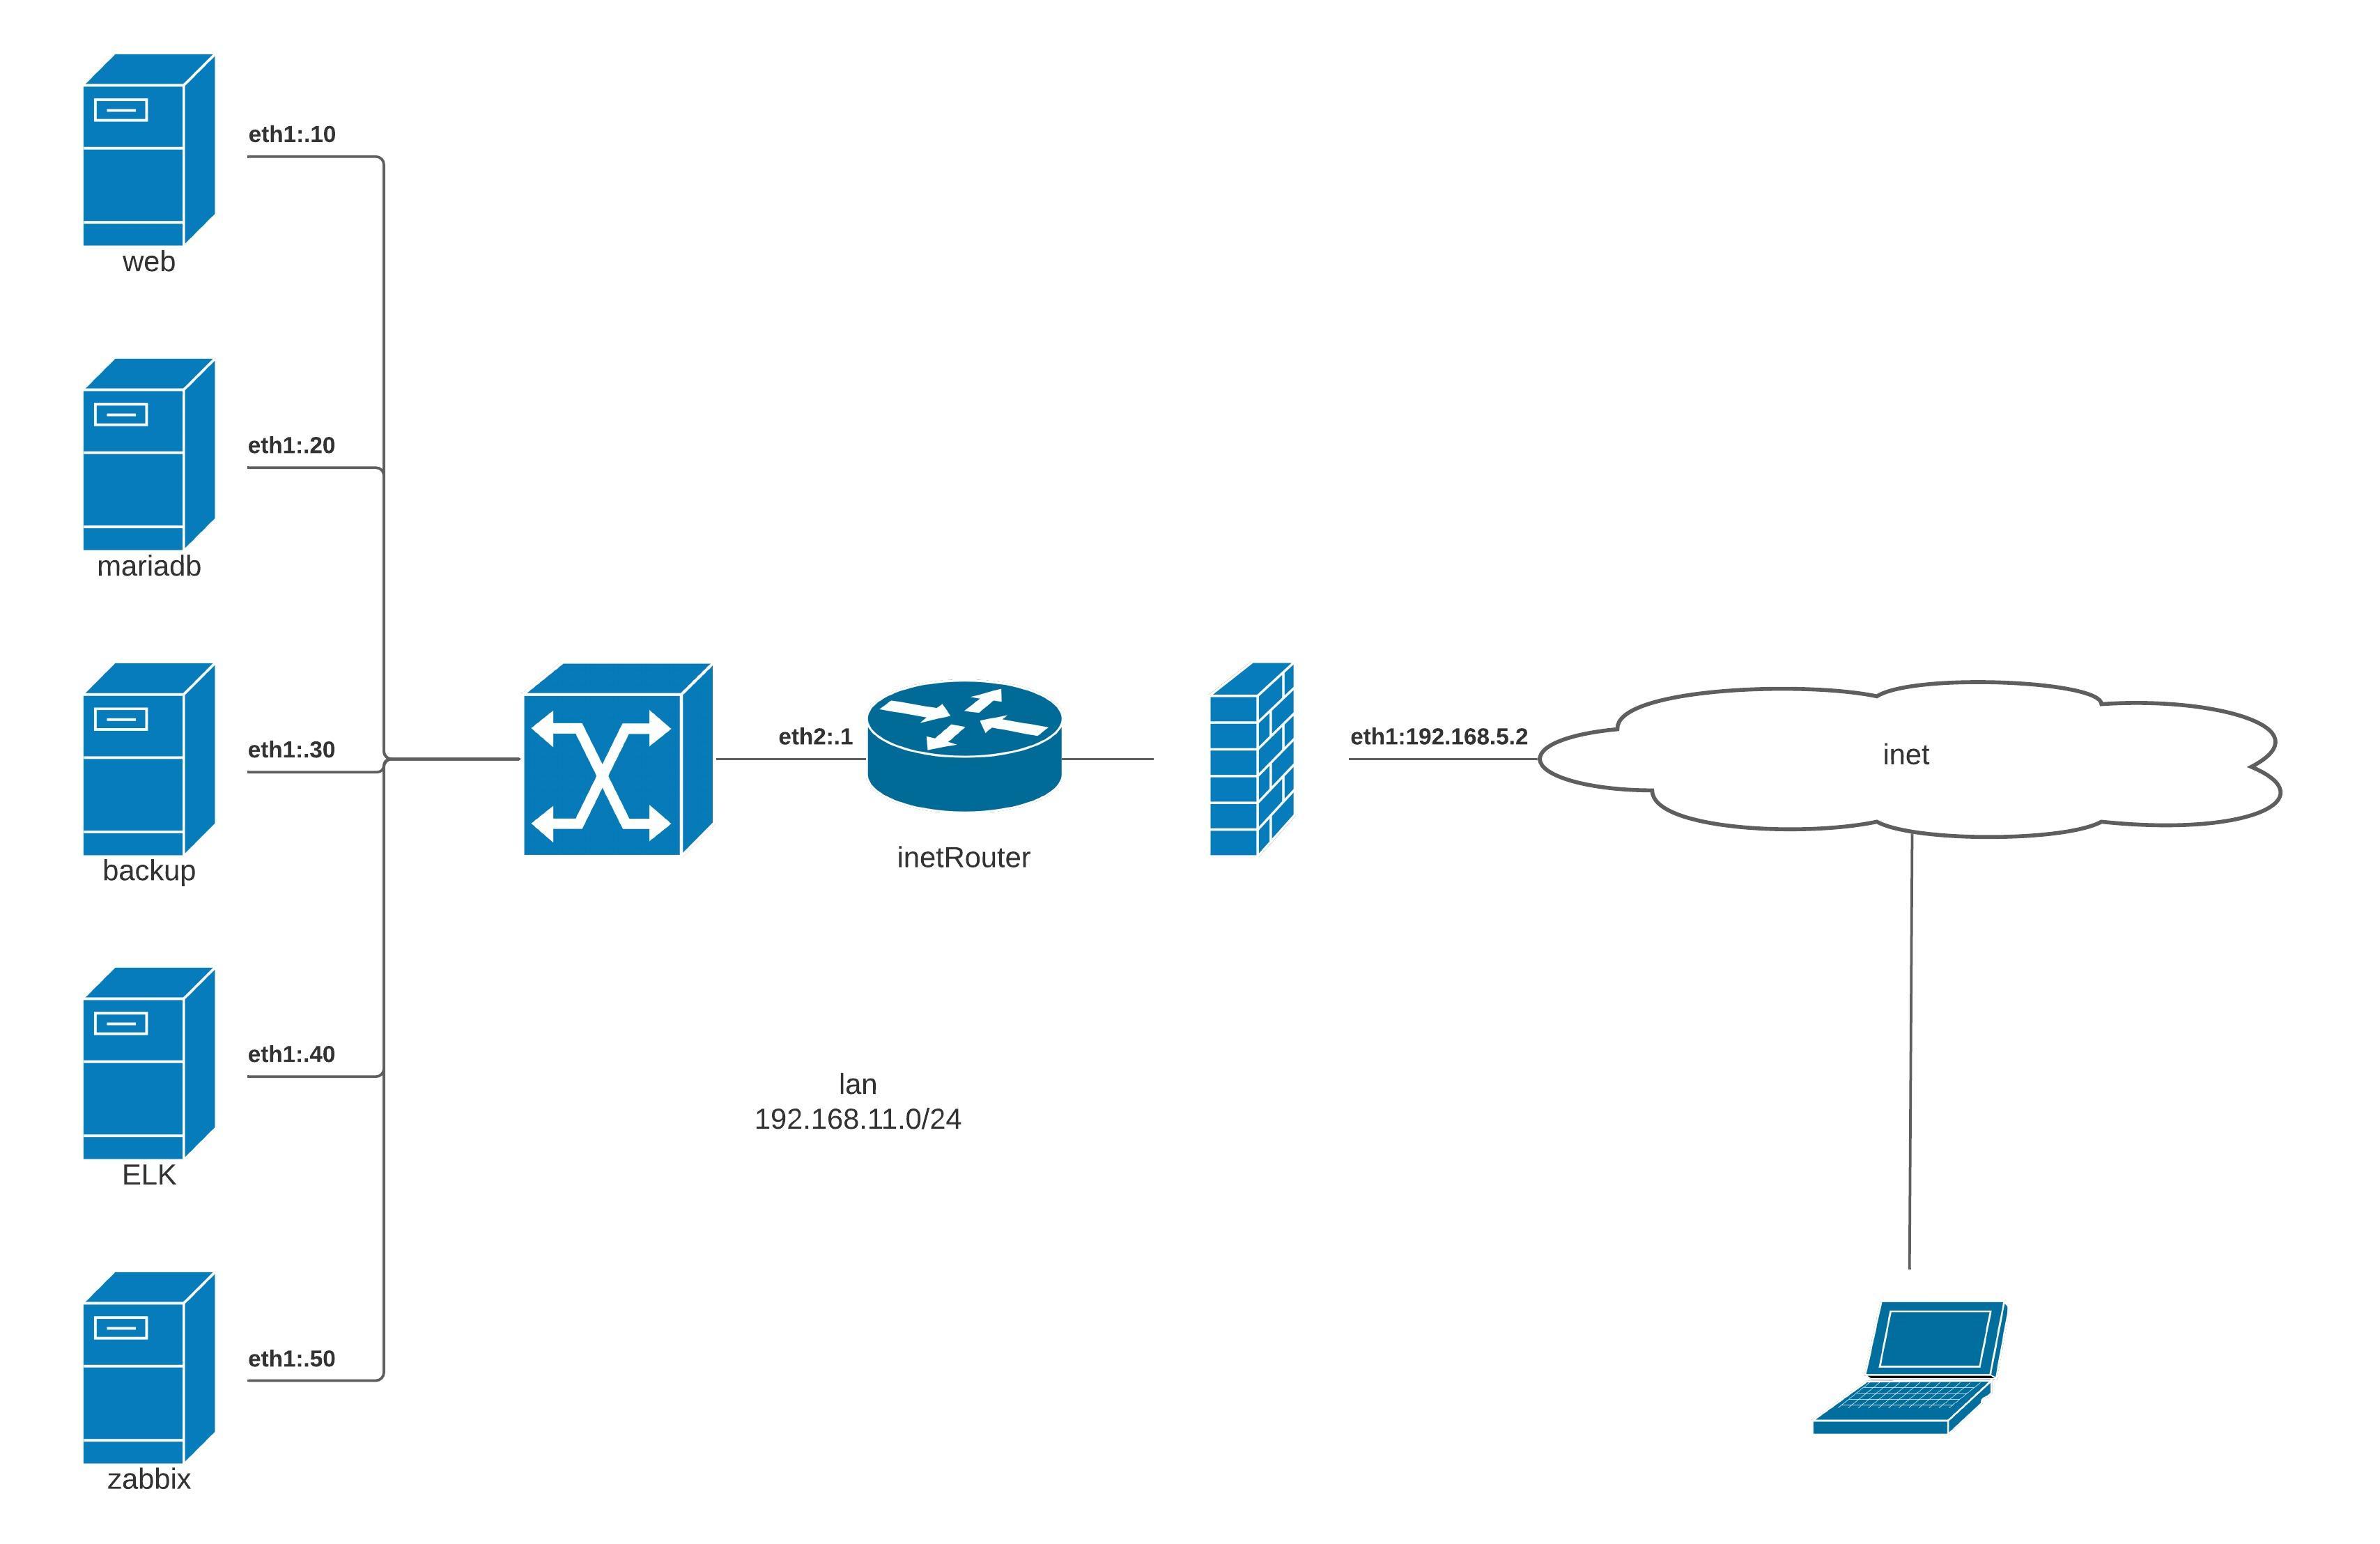 eth1:.10
web
eth1:.20
mariadb
eth1:.30
backup
eth2:.1
inetRouter
eth1:192.168.5.2
inet
eth1:.40
ELK
lan
192.168.11.0/24
eth1:.50
zabbix